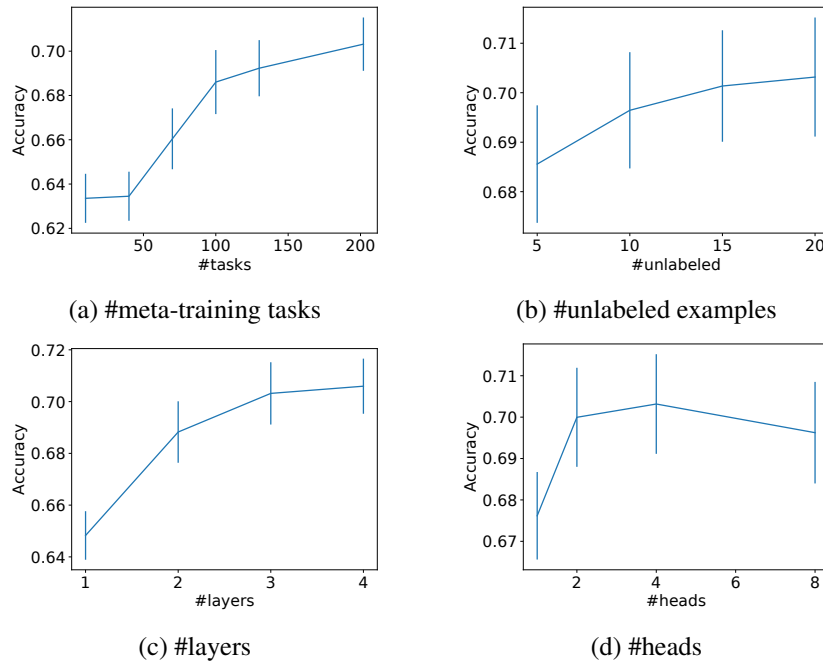 0.70
0.68
0.66
0.64
0.62
Accuracy
50
100
150
200
#tasks
(a) #meta-training tasks
0.71
0.70
0.69
0.68
Accuracy
5
10
15
20
#unlabeled
(b) #unlabeled examples
0.72
0.70
0.68
0.66
0.64
Accuracy
1
2
3
4
#layers
(c) #layers
0.71
0.70
0.69
0.68
0.67
Accuracy
2
4
6
8
#heads
(d) #heads